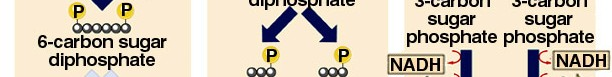 P P
6-carbon sugar
diphosphate
diphosphate
P P
3-carbon 3-carbon
sugar sugar
phosphate phosphate
NADH NADH